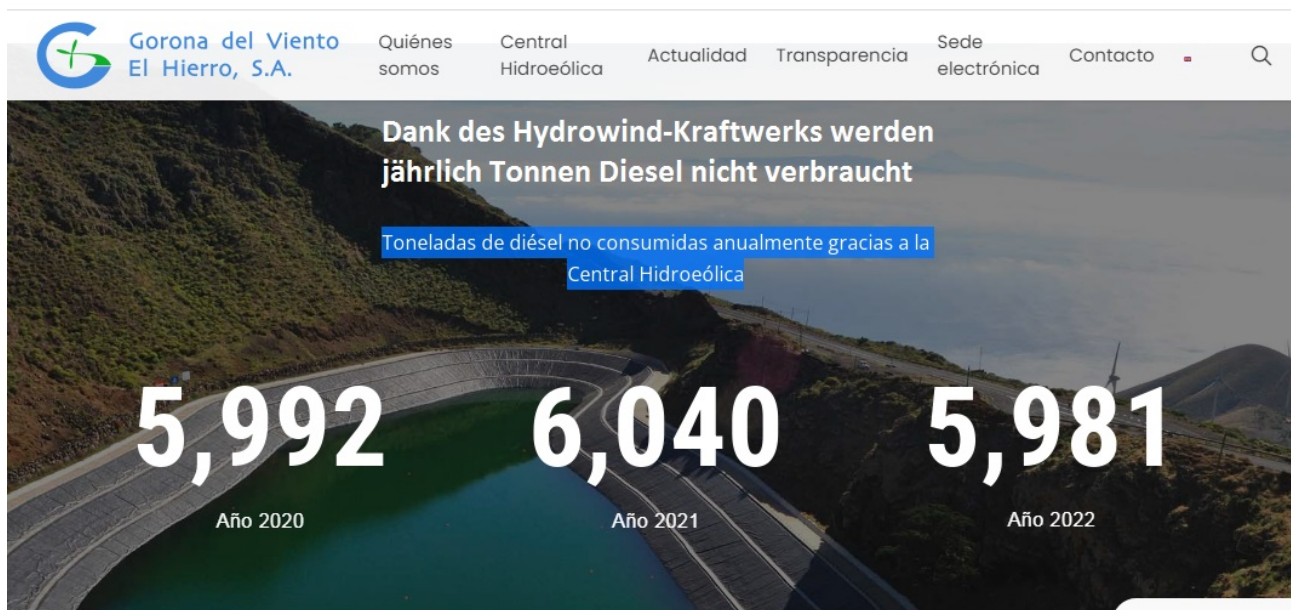 Gorona del Viento
El Hierro, S.A.
Quiénes
somos
Central
Hidroeólica
Actualidad
Transparencia
Sede
electrónica
Contacto
Dank des Hydrowind-Kraftwerks werden
jährlich Tonnen Diesel nicht verbraucht
Toneladas de diésel no consumidas anualmente gracias a la
Central Hidroeólica
5,992
6,040
5,981
Año 2020
Año 2021
Año 2022